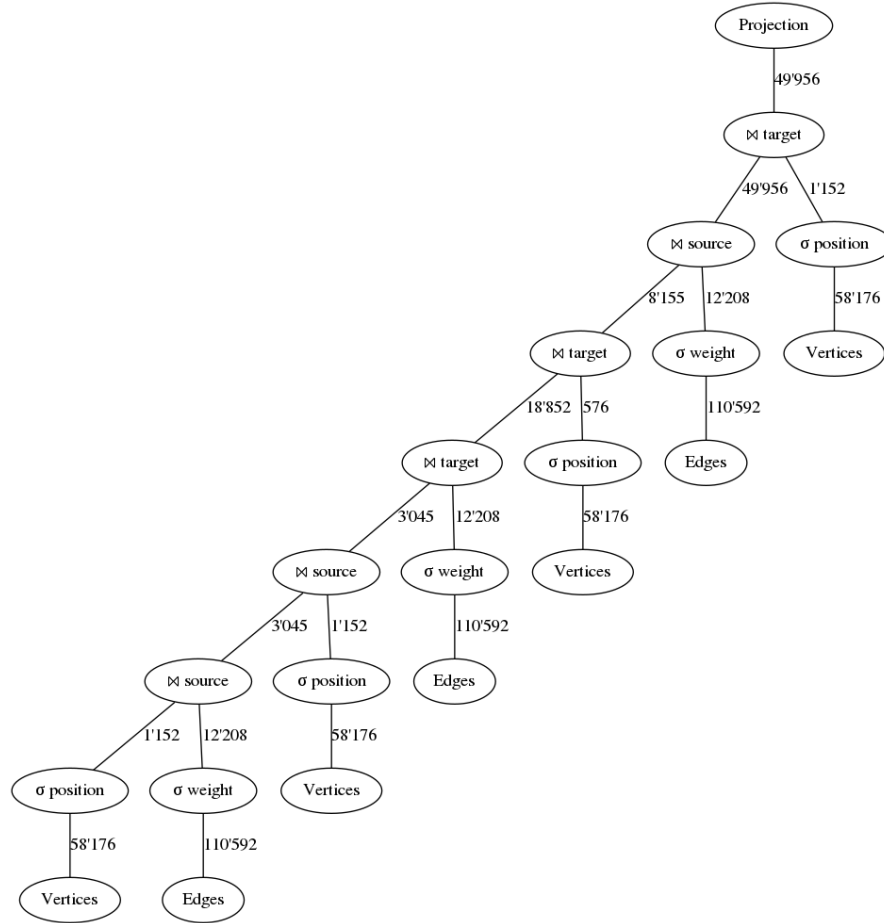 Projection
49'956
⋈ target
49'956 1'152
⋈ source σ position
8'155 12'208 58'176
⋈ target σ weight Vertices
18'852 576 110'592
⋈ target σ position Edges
3'045 12'208 58'176
⋈ source σ weight Vertices
3'045 1'152 110'592
⋈ source σ position Edges
1'152 12'208 58'176
σ position σ weight Vertices
58'176 110'592
Vertices Edges